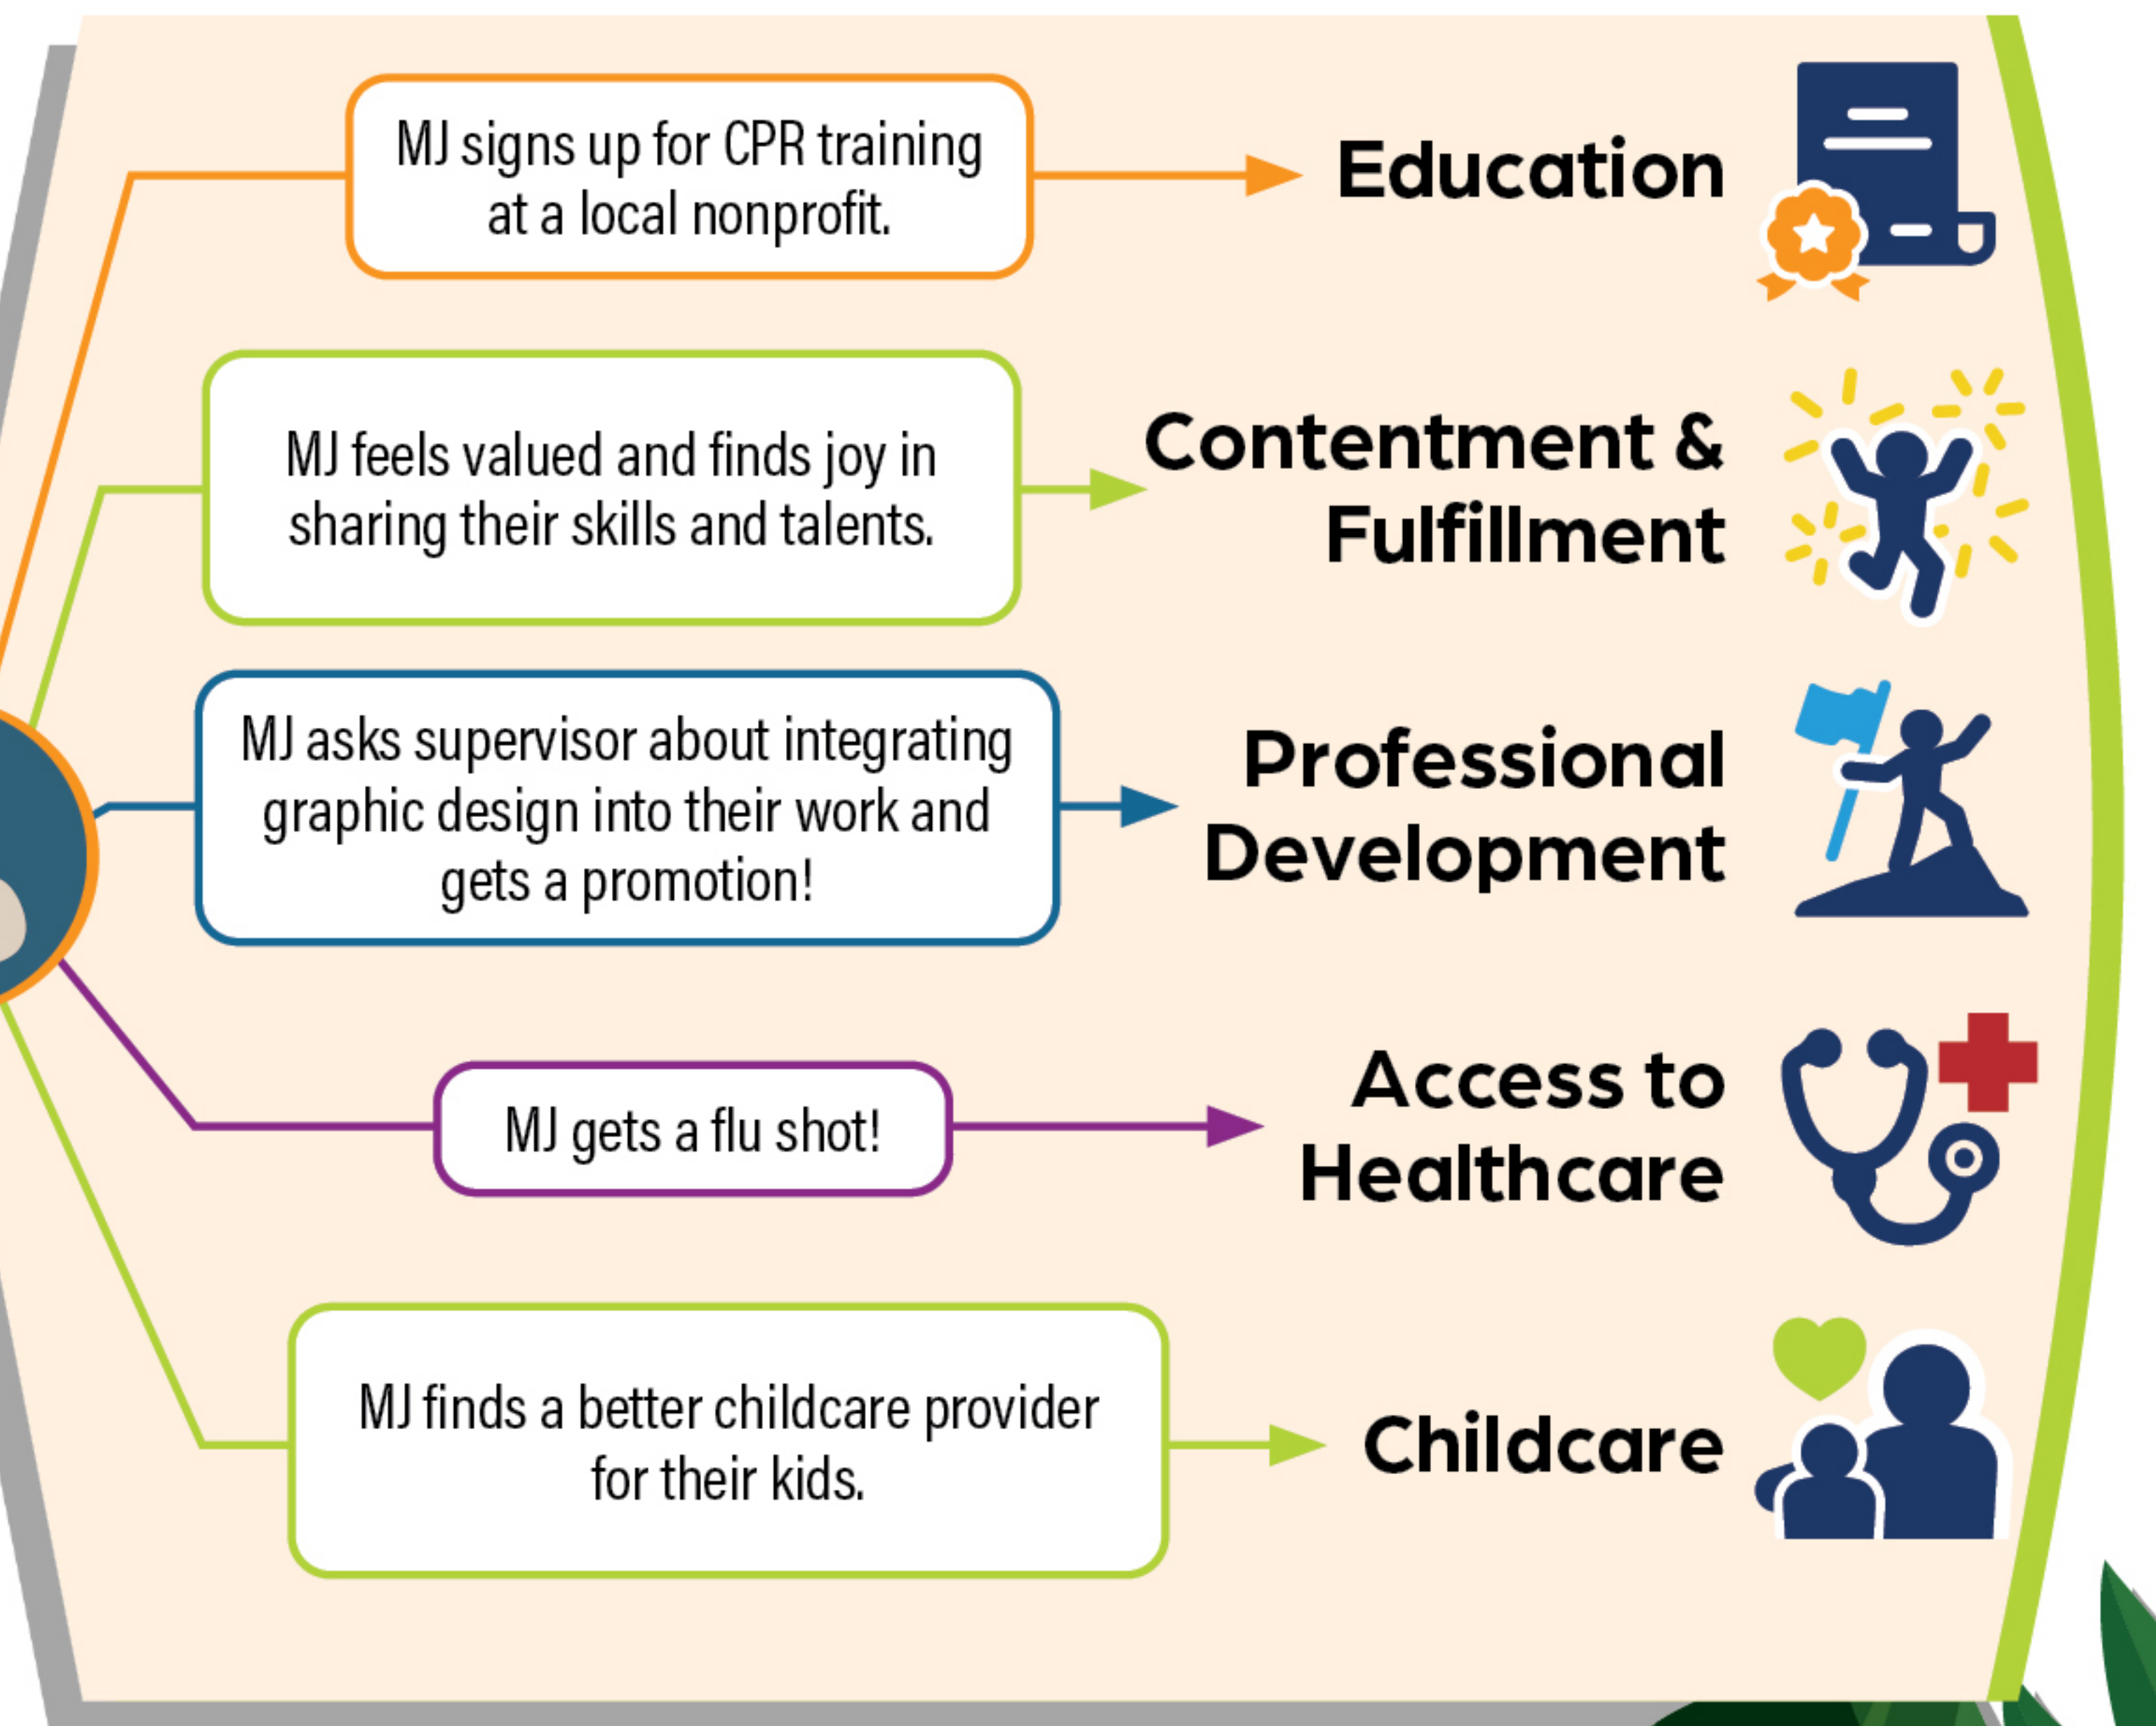 MJ signs up for CPR training
at a local nonprofit.
Education
MJ feels valued and finds joy in
sharing their skills and talents.
Contentment &
Fulfillment
MJ asks supervisor about integrating
graphic design into their work and
gets a promotion!
Professional
Development
MJ gets a flu shot!
Access to
Healthcare
MJ finds a better childcare provider
for their kids.
Childcare